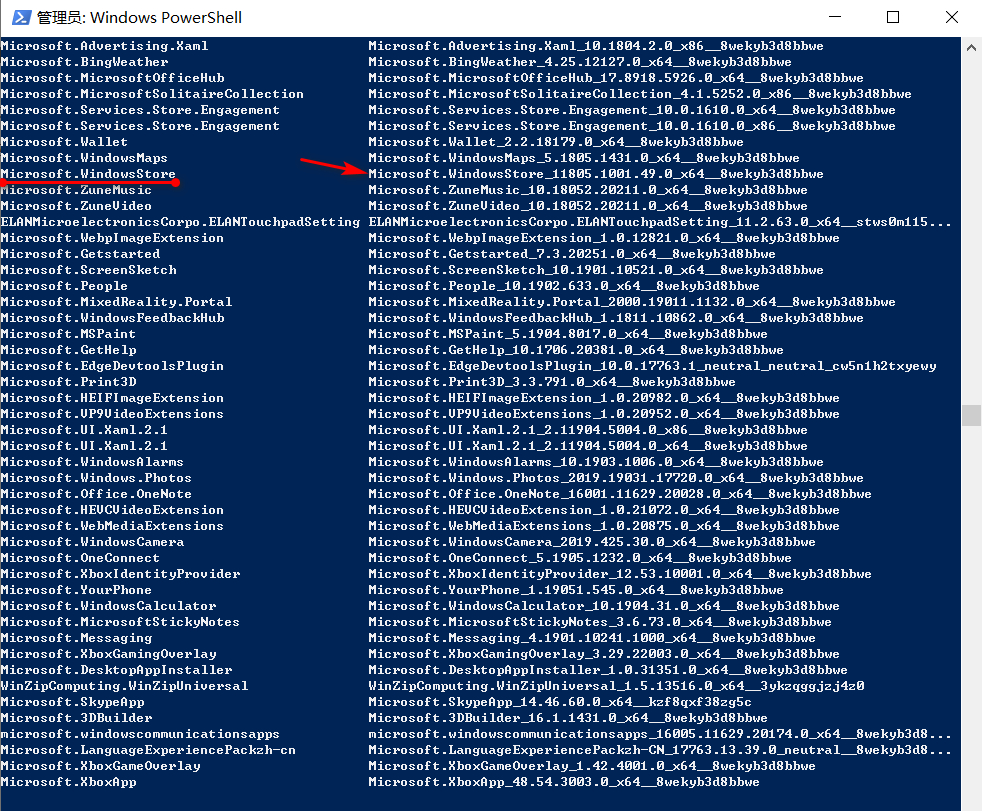 管理员: Windows PowerShell
Microsoft.Advertising.Xaml Microsoft.Advertising.Xaml_10.1804.2.0_x86__8wekyb3d8bbwe
Microsoft.BingWeather Microsoft.BingWeather_4.25.12127.0_x64__8wekyb3d8bbwe
Microsoft.MicrosoftOfficeHub Microsoft.MicrosoftOfficeHub_17.8918.5926.0_x64__8wekyb3d8bbwe
Microsoft.MicrosoftSolitaireCollection Microsoft.MicrosoftSolitaireCollection_4.1.5252.0_x86__8wekyb3d8bbwe
Microsoft.Services.Store.Engagement Microsoft.Services.Store.Engagement_10.0.1610.0_x64__8wekyb3d8bbwe
Microsoft.Services.Store.Engagement Microsoft.Services.Store.Engagement_10.0.1610.0_x86__8wekyb3d8bbwe
Microsoft.Wallet Microsoft.Wallet_2.2.18179.0_x64__8wekyb3d8bbwe
Microsoft.WindowsMaps Microsoft.WindowsMaps_5.1805.1431.0_x64__8wekyb3d8bbwe
Microsoft.WindowsStore Microsoft.WindowsStore_11805.1001.49.0_x64__8wekyb3d8bbwe
Microsoft.ZuneMusic Microsoft.ZuneMusic_10.18052.20211.0_x64__8wekyb3d8bbwe
Microsoft.ZuneVideo Microsoft.ZuneVideo_10.18052.20211.0_x64__8wekyb3d8bbwe
ELANMicroelectronicsCorpo.ELANTouchpadSetting ELANMicroelectronicsCorpo.ELANTouchpadSetting_11.2.63.0_x64__stws0m115...
Microsoft.WebpImageExtension Microsoft.WebpImageExtension_1.0.12821.0_x64__8wekyb3d8bbwe
Microsoft.Getstarted Microsoft.Getstarted_7.3.20251.0_x64__8wekyb3d8bbwe
Microsoft.ScreenSketch Microsoft.ScreenSketch_10.1901.10521.0_x64__8wekyb3d8bbwe
Microsoft.People Microsoft.People_10.1902.633.0_x64__8wekyb3d8bbwe
Microsoft.MixedReality.Portal Microsoft.MixedReality.Portal_2000.19011.1132.0_x64__8wekyb3d8bbwe
Microsoft.WindowsFeedbackHub Microsoft.WindowsFeedbackHub_1.1811.10862.0_x64__8wekyb3d8bbwe
Microsoft.MSPaint Microsoft.MSPaint_5.1904.8017.0_x64__8wekyb3d8bbwe
Microsoft.GetHelp Microsoft.GetHelp_10.1706.20381.0_x64__8wekyb3d8bbwe
Microsoft.EdgeDevtoolsPlugin Microsoft.EdgeDevtoolsPlugin_10.0.17763.1_neutral_neutral_cw5n1h2txyewy
Microsoft.Print3D Microsoft.Print3D_3.3.791.0_x64__8wekyb3d8bbwe
Microsoft.HEIFImageExtension Microsoft.HEIFImageExtension_1.0.20982.0_x64__8wekyb3d8bbwe
Microsoft.VP9VideoExtensions Microsoft.VP9VideoExtensions_1.0.20952.0_x64__8wekyb3d8bbwe
Microsoft.UI.Xaml.2.1 Microsoft.UI.Xaml.2.1_2.11904.5004.0_x86__8wekyb3d8bbwe
Microsoft.UI.Xaml.2.1 Microsoft.UI.Xaml.2.1_2.11904.5004.0_x64__8wekyb3d8bbwe
Microsoft.WindowsAlarms Microsoft.WindowsAlarms_10.1903.1006.0_x64__8wekyb3d8bbwe
Microsoft.Windows.Photos Microsoft.Windows.Photos_2019.19031.17720.0_x64__8wekyb3d8bbwe
Microsoft.Office.OneNote Microsoft.Office.OneNote_16001.11629.20028.0_x64__8wekyb3d8bbwe
Microsoft.HEVCVideoExtension Microsoft.HEVCVideoExtension_1.0.21072.0_x64__8wekyb3d8bbwe
Microsoft.WebMediaExtensions Microsoft.WebMediaExtensions_1.0.20875.0_x64__8wekyb3d8bbwe
Microsoft.WindowsCamera Microsoft.WindowsCamera_2019.425.30.0_x64__8wekyb3d8bbwe
Microsoft.OneConnect Microsoft.OneConnect_5.1905.1232.0_x64__8wekyb3d8bbwe
Microsoft.XboxIdentityProvider Microsoft.XboxIdentityProvider_12.53.10001.0_x64__8wekyb3d8bbwe
Microsoft.YourPhone Microsoft.YourPhone_1.19051.545.0_x64__8wekyb3d8bbwe
Microsoft.WindowsCalculator Microsoft.WindowsCalculator_10.1904.31.0_x64__8wekyb3d8bbwe
Microsoft.MicrosoftStickyNotes Microsoft.MicrosoftStickyNotes_3.6.73.0_x64__8wekyb3d8bbwe
Microsoft.Messaging Microsoft.Messaging_4.1901.10241.1000_x64__8wekyb3d8bbwe
Microsoft.XboxGamingOverlay Microsoft.XboxGamingOverlay_3.29.22003.0_x64__8wekyb3d8bbwe
Microsoft.DesktopAppInstaller Microsoft.DesktopAppInstaller_1.0.31351.0_x64__8wekyb3d8bbwe
WinZipComputing.WinZipUniversal WinZipComputing.WinZipUniversal_1.5.13516.0_x64__3ykzqggjzj4z0
Microsoft.SkypeApp Microsoft.SkypeApp_14.46.60.0_x64__kzf8qxf38zg5c
Microsoft.3DBuilder Microsoft.3DBuilder_16.1.1431.0_x64__8wekyb3d8bbwe
microsoft.windowscommunicationsapps microsoft.windowscommunicationsapps_16005.11629.20174.0_x64__8wekyb3d8...
Microsoft.LanguageExperiencePackzh-cn Microsoft.LanguageExperiencePackzh-CN_17763.13.39.0_neutral__8wekyb3d8...
Microsoft.XboxGameOverlay Microsoft.XboxGameOverlay_1.42.4001.0_x64__8wekyb3d8bbwe
Microsoft.XboxApp Microsoft.XboxApp_48.54.3003.0_x64__8wekyb3d8bbwe